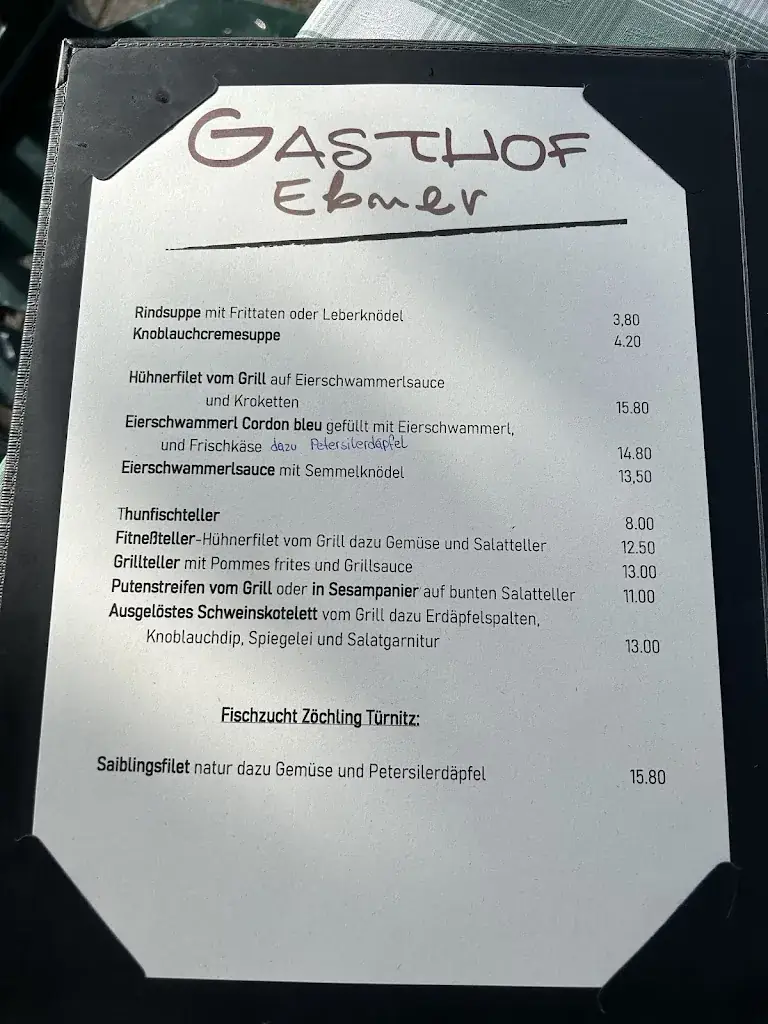 GASTHOF
Ebner
Rindsuppe mit Frittaten oder Leberknödel 3,80
Knoblauchcremesuppe 4.20
Hühnerfilet vom Grill auf Eierschwammerlsauce
und Kroketten 15.80
Eierschwammerl Cordon bleu gefüllt mit Eierschwammerl,
und Frischkäse dazu Petersilerdäpfel 14.80
Eierschwammerlsauce mit Semmelknödel 13,50
Thunfischteller 8.00
Fitneßteller-Hühnerfilet vom Grill dazu Gemüse und Salatteller 12.50
Grillteller mit Pommes frites und Grillsauce 13.00
Putenstreifen vom Grill oder in Sesampanier auf bunten Salatteller 11.00
Ausgelöstes Schweinskotelett vom Grill dazu Erdäpfelspalten,
Knoblauchdip, Spiegelei und Salatgarnitur 13.00
Fischzucht Zöchling Türnitz:
Saiblingsfilet natur dazu Gemüse und Petersilerdäpfel 15.80